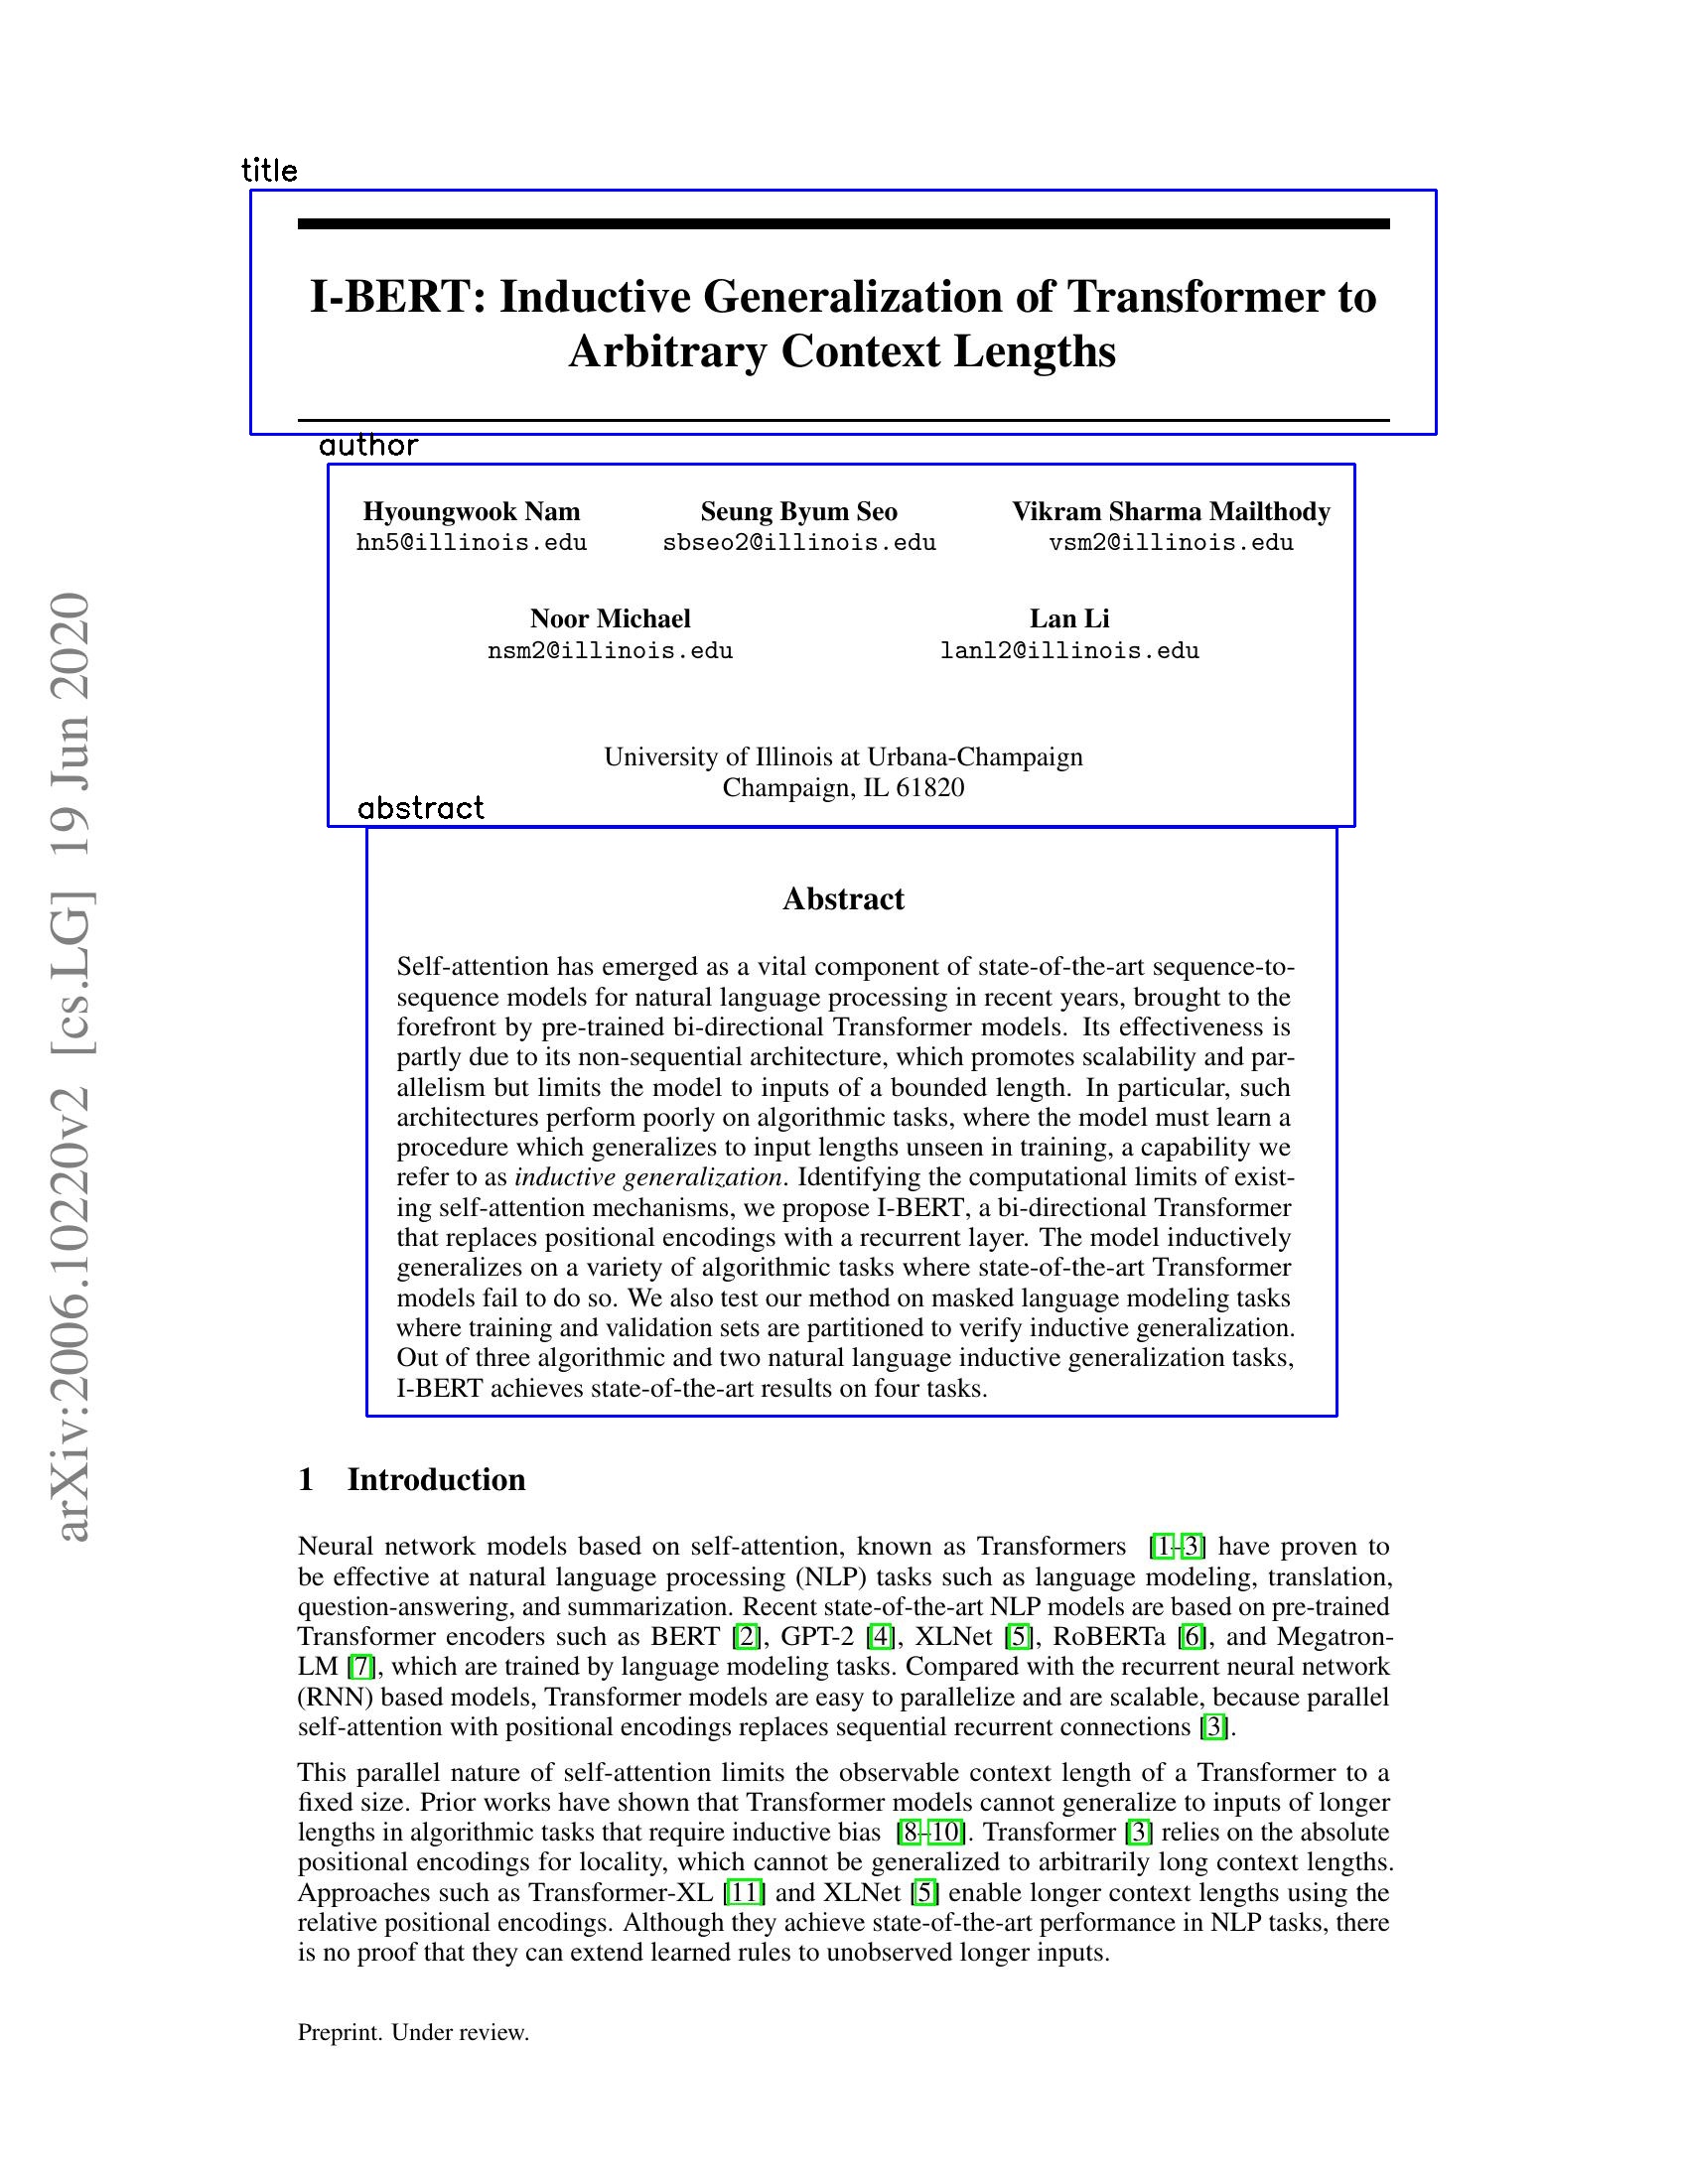 title
I-BERT: Inductive Generalization of Transformer to
Arbitrary Context Lengths
author
Hyoungwook Nam
hn5@illinois.edu
Seung Byum Seo
sbseo2@illinois.edu
Vikram Sharma Mailthody
vsm2@illinois.edu
Noor Michael
nsm2@illinois.edu
Lan Li
lanl2@illinois.edu
University of Illinois at Urbana-Champaign
Champaign, IL 61820
abstract
Abstract
Self-attention has emerged as a vital component of state-of-the-art sequence-to-
sequence models for natural language processing in recent years, brought to the
forefront by pre-trained bi-directional Transformer models. Its effectiveness is
partly due to its non-sequential architecture, which promotes scalability and par-
allelism but limits the model to inputs of a bounded length. In particular, such
architectures perform poorly on algorithmic tasks, where the model must learn a
procedure which generalizes to input lengths unseen in training, a capability we
refer to as inductive generalization. Identifying the computational limits of exist-
ing self-attention mechanisms, we propose I-BERT, a bi-directional Transformer
that replaces positional encodings with a recurrent layer. The model inductively
generalizes on a variety of algorithmic tasks where state-of-the-art Transformer
models fail to do so. We also test our method on masked language modeling tasks
where training and validation sets are partitioned to verify inductive generalization.
Out of three algorithmic and two natural language inductive generalization tasks,
I-BERT achieves state-of-the-art results on four tasks.
1 Introduction
Neural network models based on self-attention, known as Transformers [1–3] have proven to
be effective at natural language processing (NLP) tasks such as language modeling, translation,
question-answering, and summarization. Recent state-of-the-art NLP models are based on pre-trained
Transformer encoders such as BERT [2], GPT-2 [4], XLNet [5], RoBERTa [6], and Megatron-
LM [7], which are trained by language modeling tasks. Compared with the recurrent neural network
(RNN) based models, Transformer models are easy to parallelize and are scalable, because parallel
self-attention with positional encodings replaces sequential recurrent connections [3].
This parallel nature of self-attention limits the observable context length of a Transformer to a
fixed size. Prior works have shown that Transformer models cannot generalize to inputs of longer
lengths in algorithmic tasks that require inductive bias [8–10]. Transformer [3] relies on the absolute
positional encodings for locality, which cannot be generalized to arbitrarily long context lengths.
Approaches such as Transformer-XL [11] and XLNet [5] enable longer context lengths using the
relative positional encodings. Although they achieve state-of-the-art performance in NLP tasks, there
is no proof that they can extend learned rules to unobserved longer inputs.
Preprint. Under review.
arXiv:2006.10220v2 [cs.LG] 19 Jun 2020